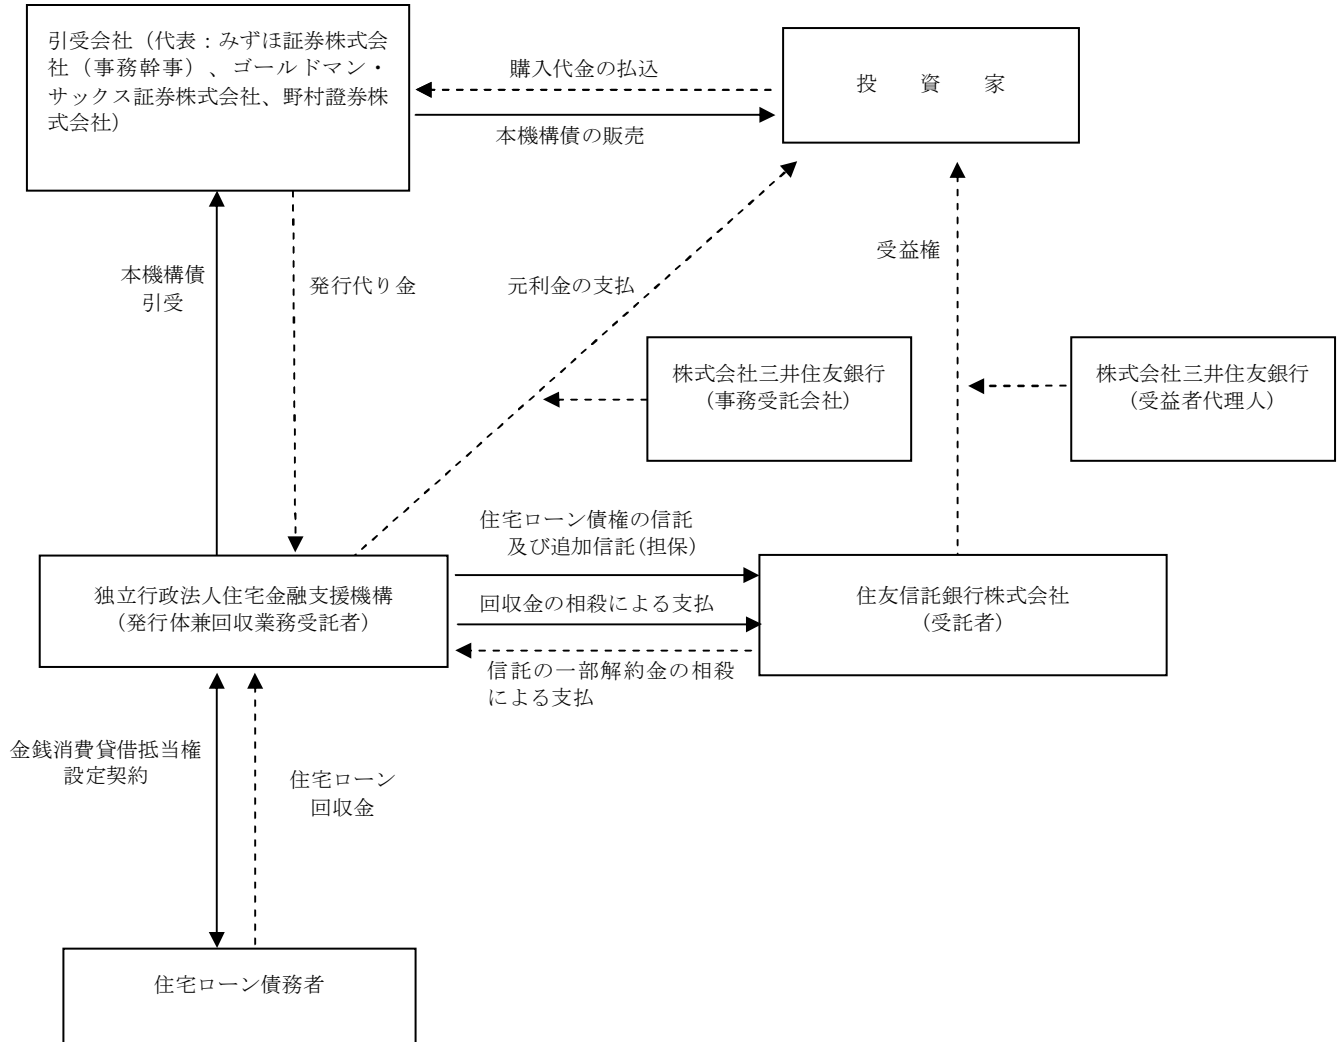 引受会社（代表：みずほ証券株式会
社（事務幹事）、ゴールドマン・
サックス証券株式会社、野村證券株
式会社）
購入代金の払込
投　資　家
本機構債の販売
受益権
本機構債
引受
発行代り金
元利金の支払
株式会社三井住友銀行
（事務受託会社）
株式会社三井住友銀行
（受益者代理人）
住宅ローン債権の信託
及び追加信託（担保）
独立行政法人住宅金融支援機構
（発行体兼回収業務受託者）
回収金の相殺による支払
住友信託銀行株式会社
（受託者）
信託の一部解約金の相殺
による支払
金銭消費貸借抵当権
設定契約
住宅ローン
回収金
住宅ローン債務者